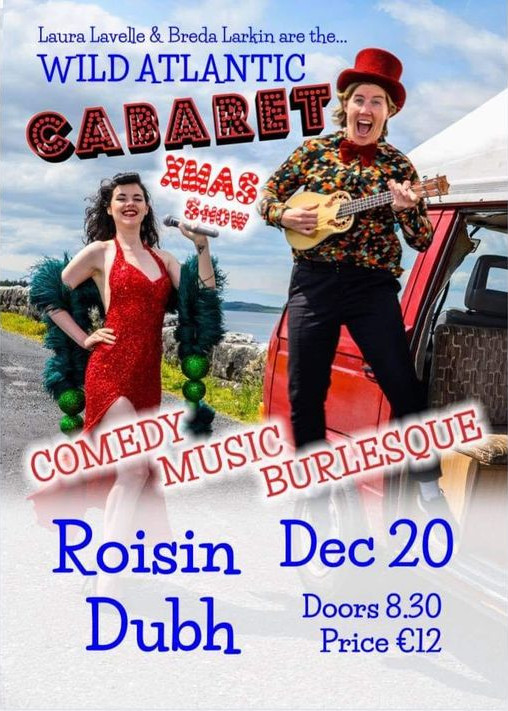 Laura Lavelle & Breda Larkin are the...
WILD ATLANTIC
CABARET
XMAS
SHOW
COMEDY
MUSIC
BURLESQUE
Roisin
Dubh
Dec 20
Doors 8.30
Price €12